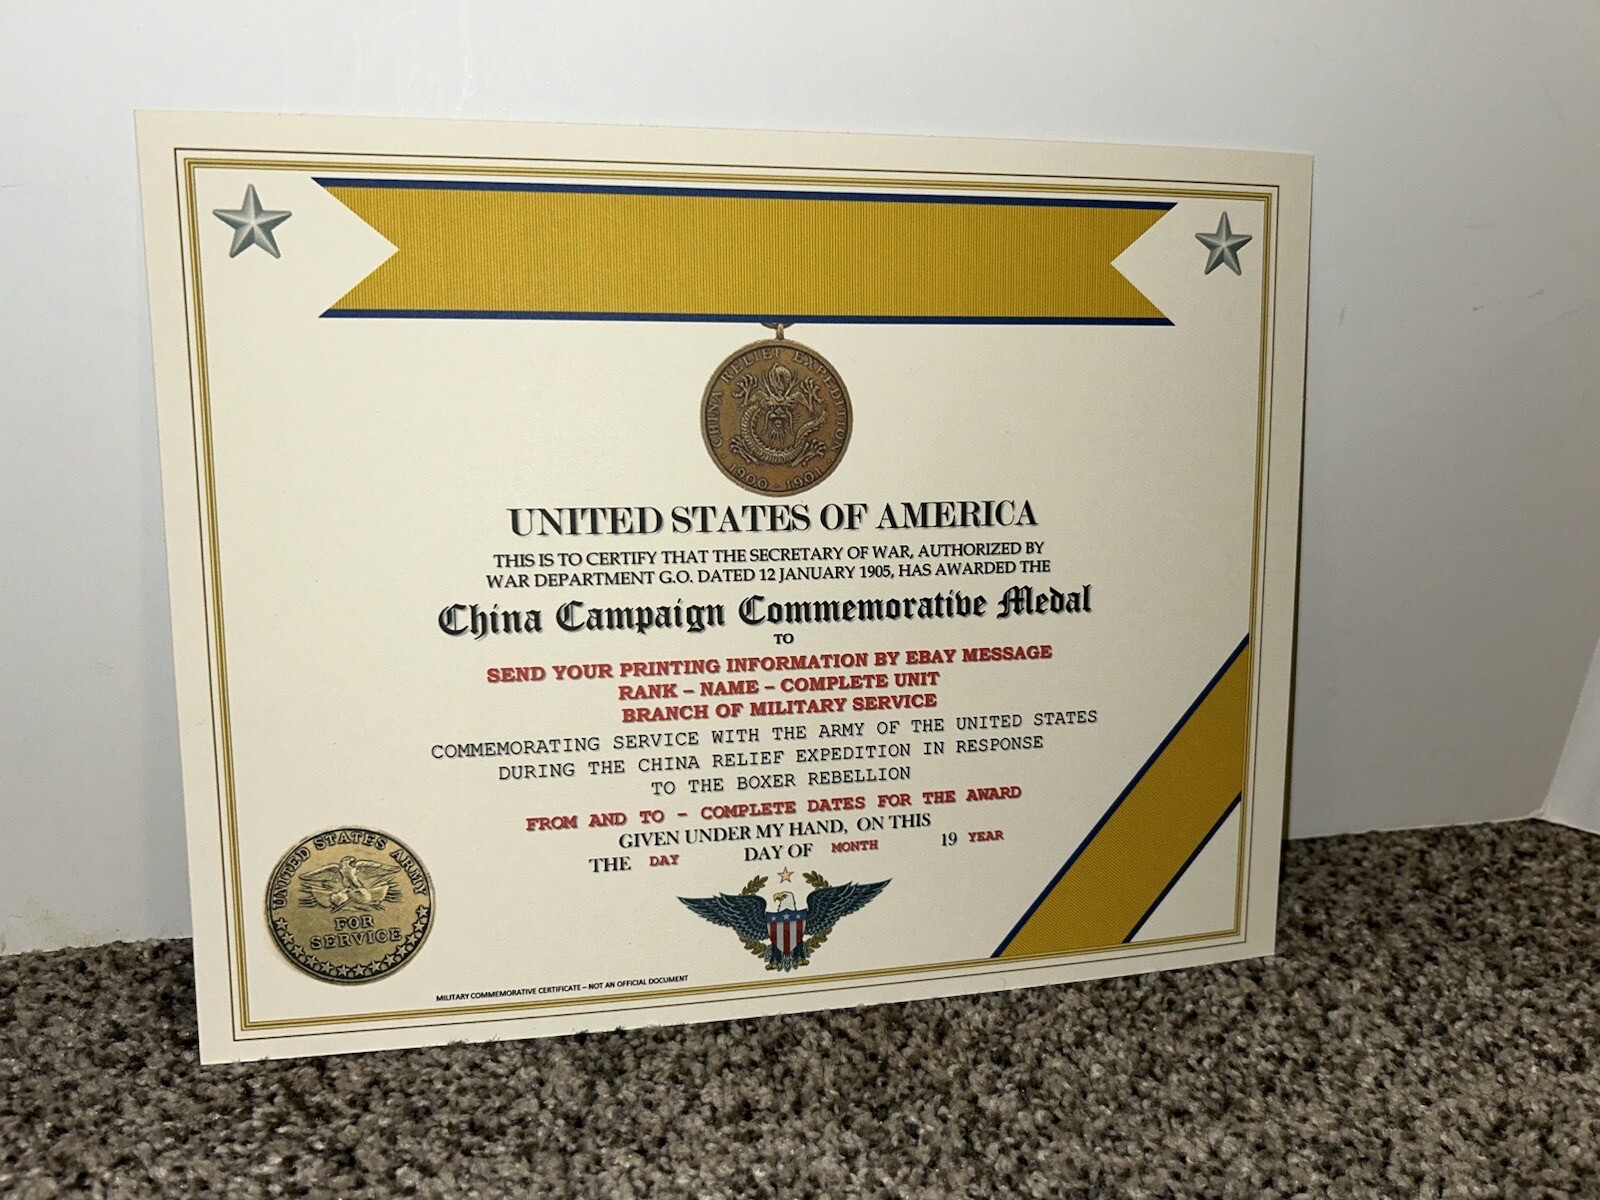 CHINA RELIEF EXPEDITION
1900 - 1901
UNITED STATES OF AMERICA
THIS IS TO CERTIFY THAT THE SECRETARY OF WAR, AUTHORIZED BY
WAR DEPARTMENT G.O. DATED 12 JANUARY 1905, HAS AWARDED THE
China Campaign Commemorative Medal
TO
SEND YOUR PRINTING INFORMATION BY EBAY MESSAGE
RANK – NAME – COMPLETE UNIT
BRANCH OF MILITARY SERVICE
COMMEMORATING SERVICE WITH THE ARMY OF THE UNITED STATES
DURING THE CHINA RELIEF EXPEDITION IN RESPONSE
TO THE BOXER REBELLION
FROM AND TO - COMPLETE DATES FOR THE AWARD
GIVEN UNDER MY HAND, ON THIS
THE DAY DAY OF MONTH 19 YEAR
UNITED STATES ARMY
FOR
SERVICE
MILITARY COMMEMORATIVE CERTIFICATE – NOT AN OFFICIAL DOCUMENT